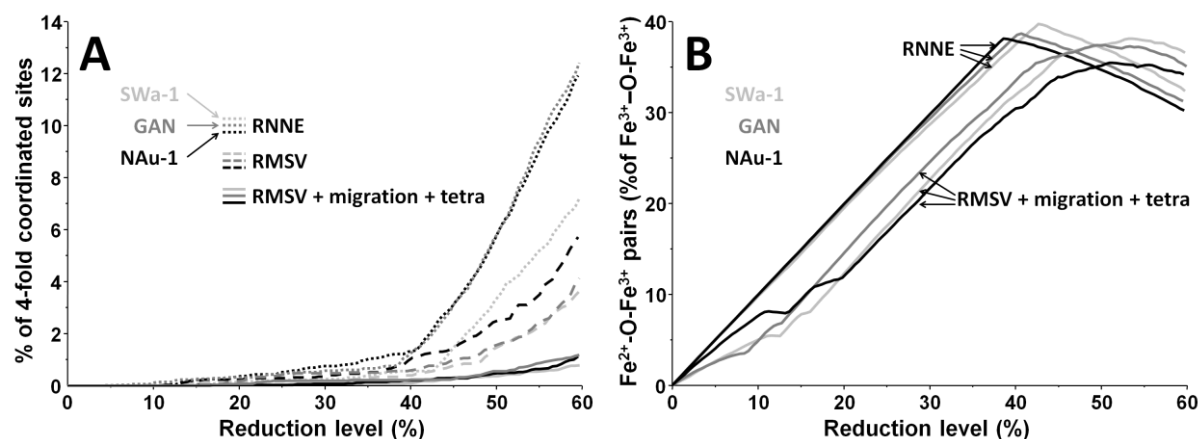 A
% of 4-fold coordinated sites
14
12
10
8
6
4
2
0
SWa-1
GAN
NAu-1
RNNE
RMSV
RMSV + migration + tetra
0 10 20 30 40 50 60
Reduction level (%)
B
Fe²⁺-O-Fe³⁺ pairs (%of Fe³⁺–O-Fe³⁺)
40
30
20
10
0
SWa-1
GAN
NAu-1
RNNE
RMSV + migration + tetra
0 10 20 30 40 50 60
Reduction level (%)